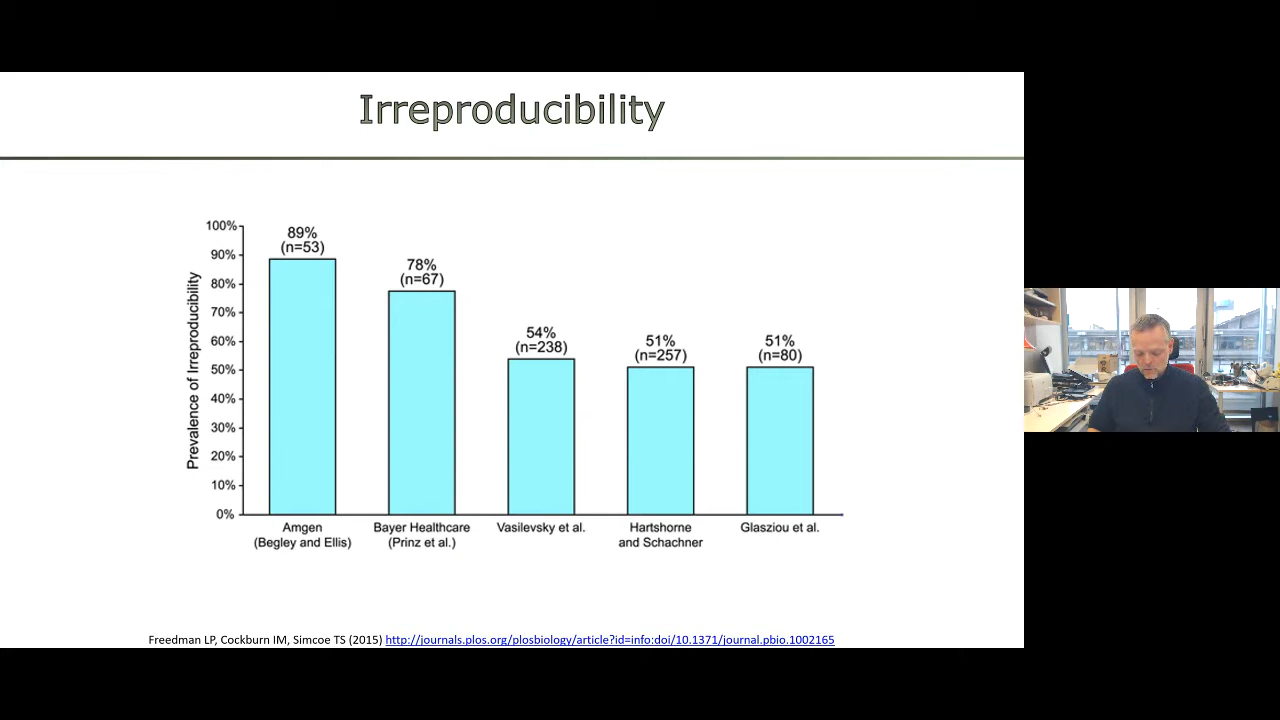 Irreproducibility
Prevalence of Irreproducibility
100%
90%
80%
70%
60%
50%
40%
30%
20%
10%
0%
89%
(n=53)
78%
(n=67)
54%
(n=238)
51%
(n=257)
51%
(n=80)
Amgen
(Begley and Ellis)
Bayer Healthcare
(Prinz et al.)
Vasilevsky et al.
Hartshorne
and Schachner
Glasziou et al.
Freedman LP, Cockburn IM, Simcoe TS (2015) http://journals.plos.org/plosbiology/article?id=info:doi/10.1371/journal.pbio.1002165